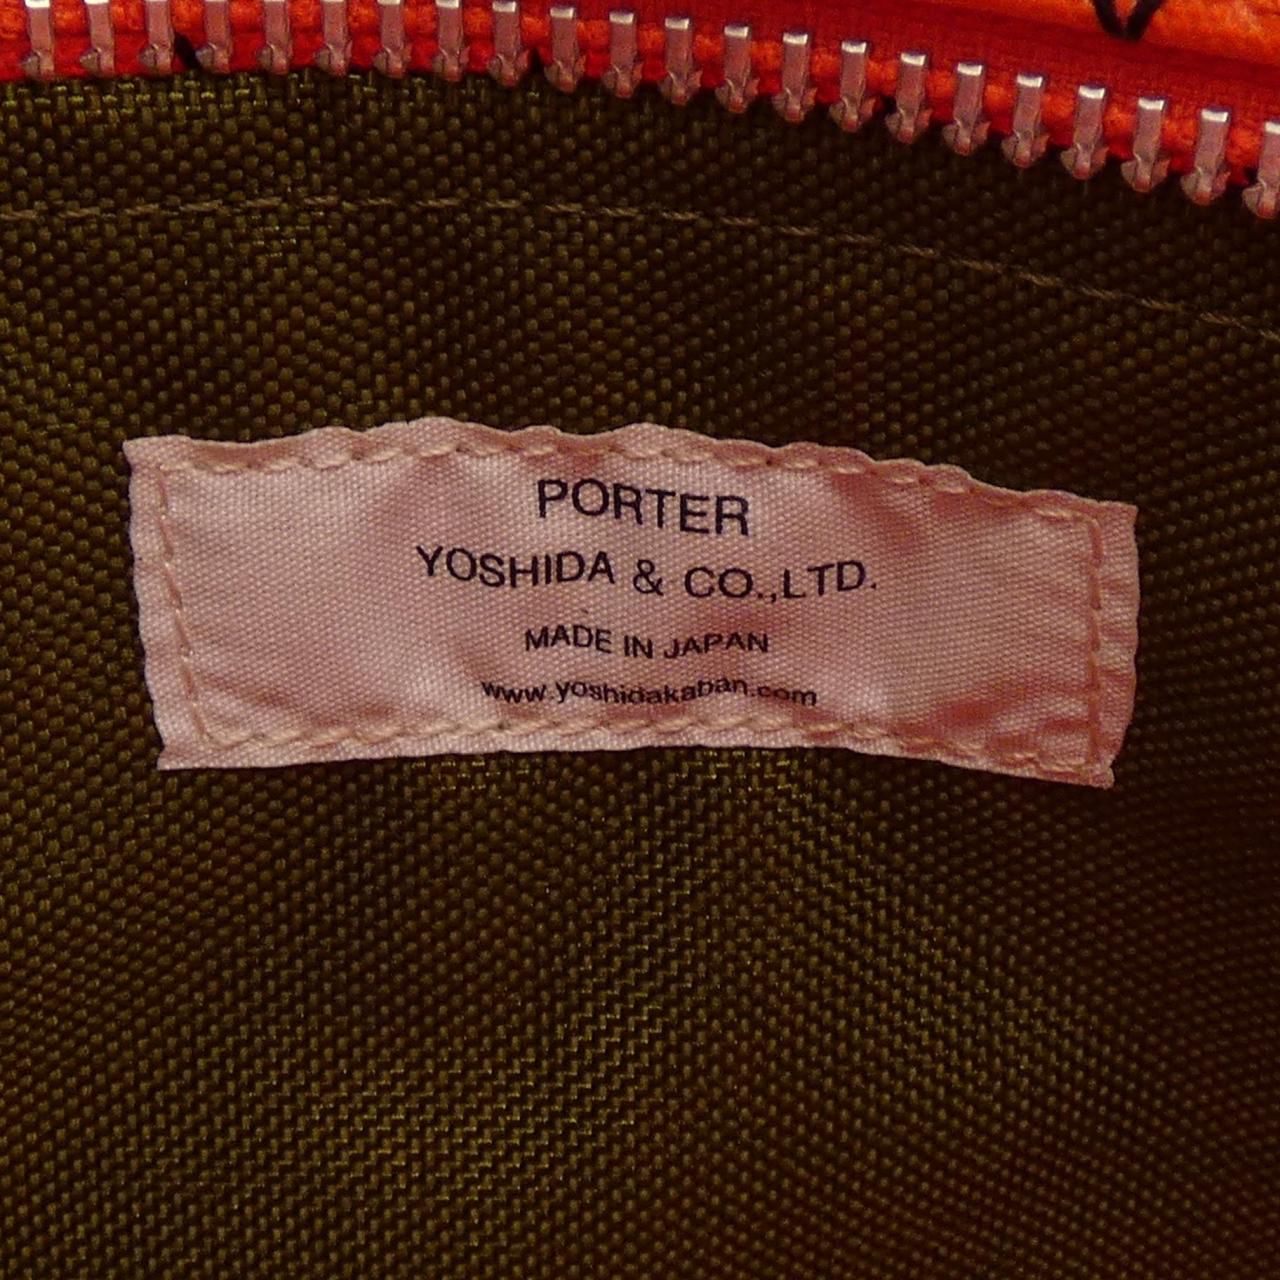 PORTER
YOSHIDA & CO.,LTD.
MADE IN JAPAN
www.yoshidakaban.com